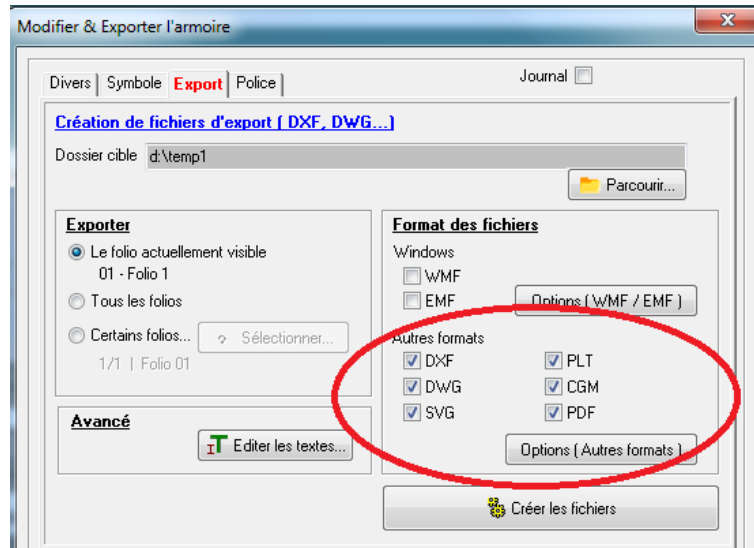 Modifier & Exporter l'armoire
Divers
Symbole
Export
Police
Journal
Création de fichiers d'export ( DXF, DWG...)
Dossier cible d:\temp1
Parcourir...
Exporter
Le folio actuellement visible
01 - Folio 1
Tous les folios
Certains folios...
Sélectionner...
1/1 | Folio 01
Avancé
Editer les textes...
Format des fichiers
Windows
WMF
EMF
Options ( WMF / EMF )
Autres formats
DXF
PLT
DWG
CGM
SVG
PDF
Options ( Autres formats )
Créer les fichiers